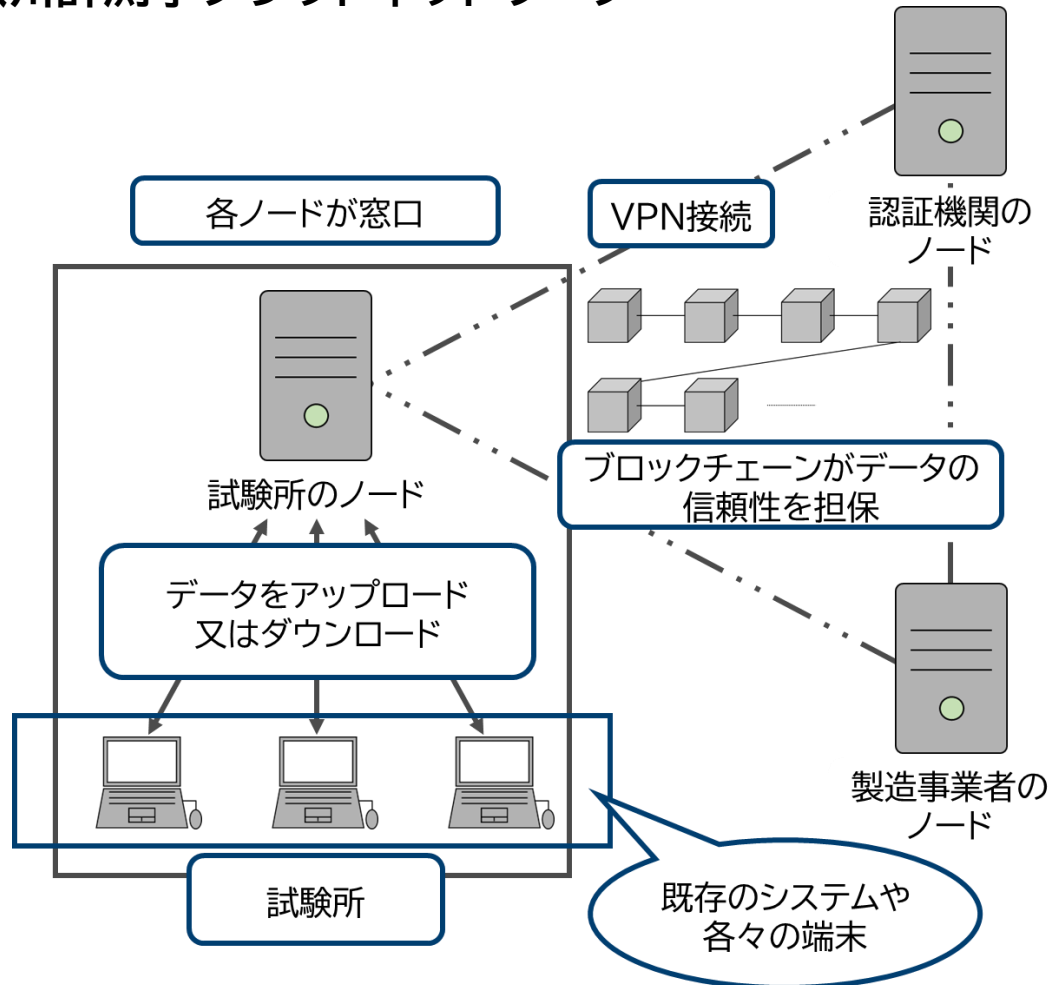 各ノードが窓口
VPN接続
認証機関の
ノード
試験所のノード
ブロックチェーンがデータの
信頼性を担保
データをアップロード
又はダウンロード
製造事業者の
ノード
試験所
既存のシステムや
各々の端末